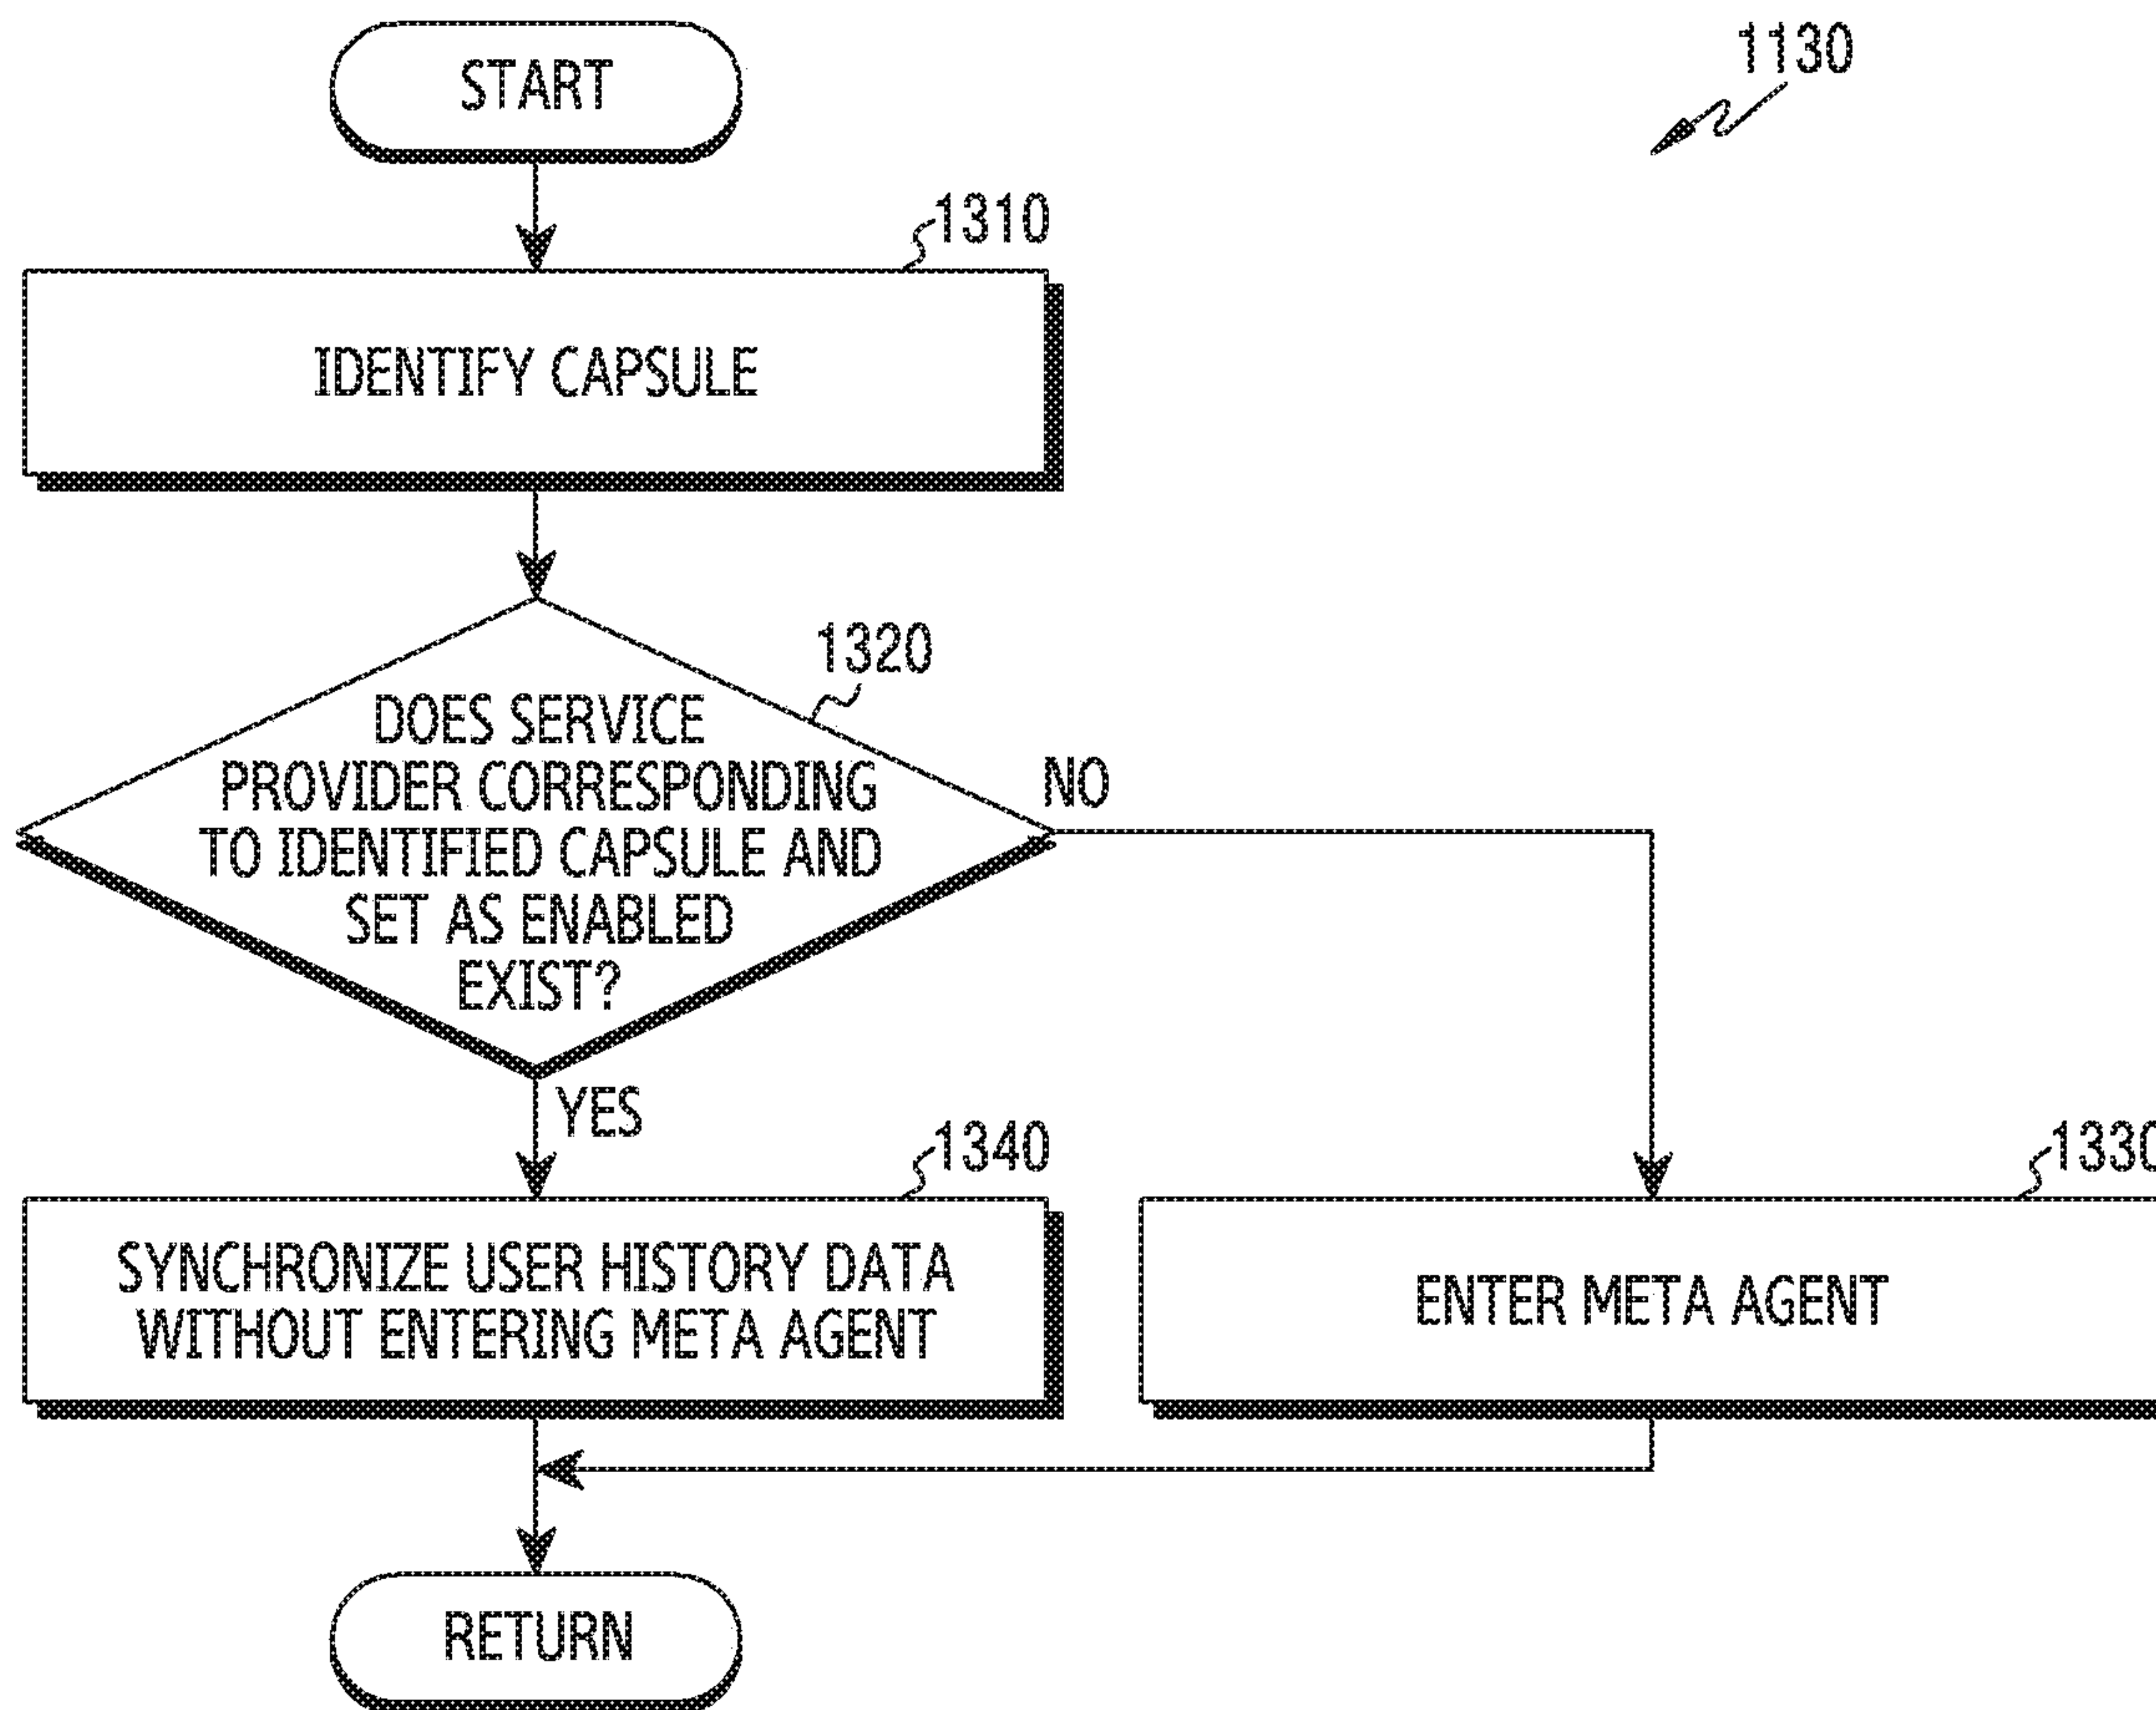 START
1130
1310
IDENTIFY CAPSULE
1320
DOES SERVICE
PROVIDER CORRESPONDING
TO IDENTIFIED CAPSULE AND
SET AS ENABLED
EXIST?
NO
YES
1340
SYNCHRONIZE USER HISTORY DATA
WITHOUT ENTERING META AGENT
1330
ENTER META AGENT
RETURN